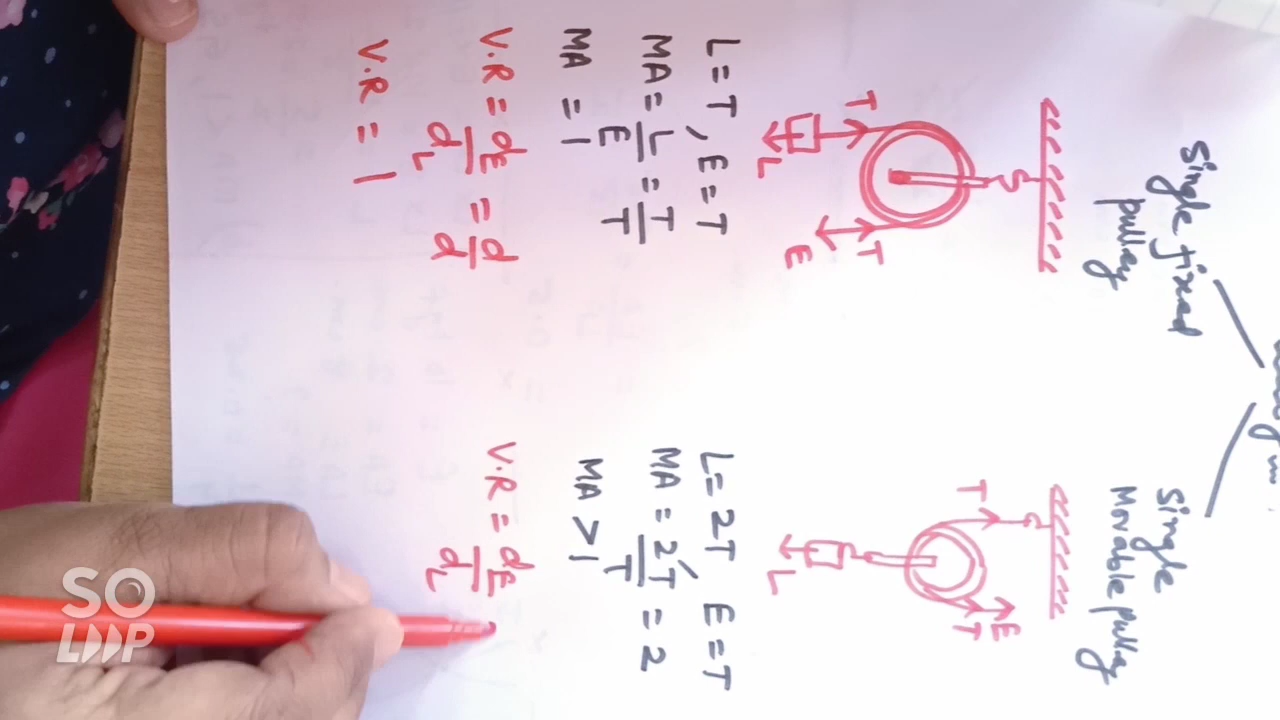 Single fixed
pulley
T
T
L
E
L = T, E = T
MA = L/E = T/T
MA = 1
V.R = dE/dL = d/d
V.R = 1
Single
Movable pulley
T
E
T
L
L = 2T E = T
MA = 2T/T = 2
MA > 1
V.R = dE/dL
SO
LOOP